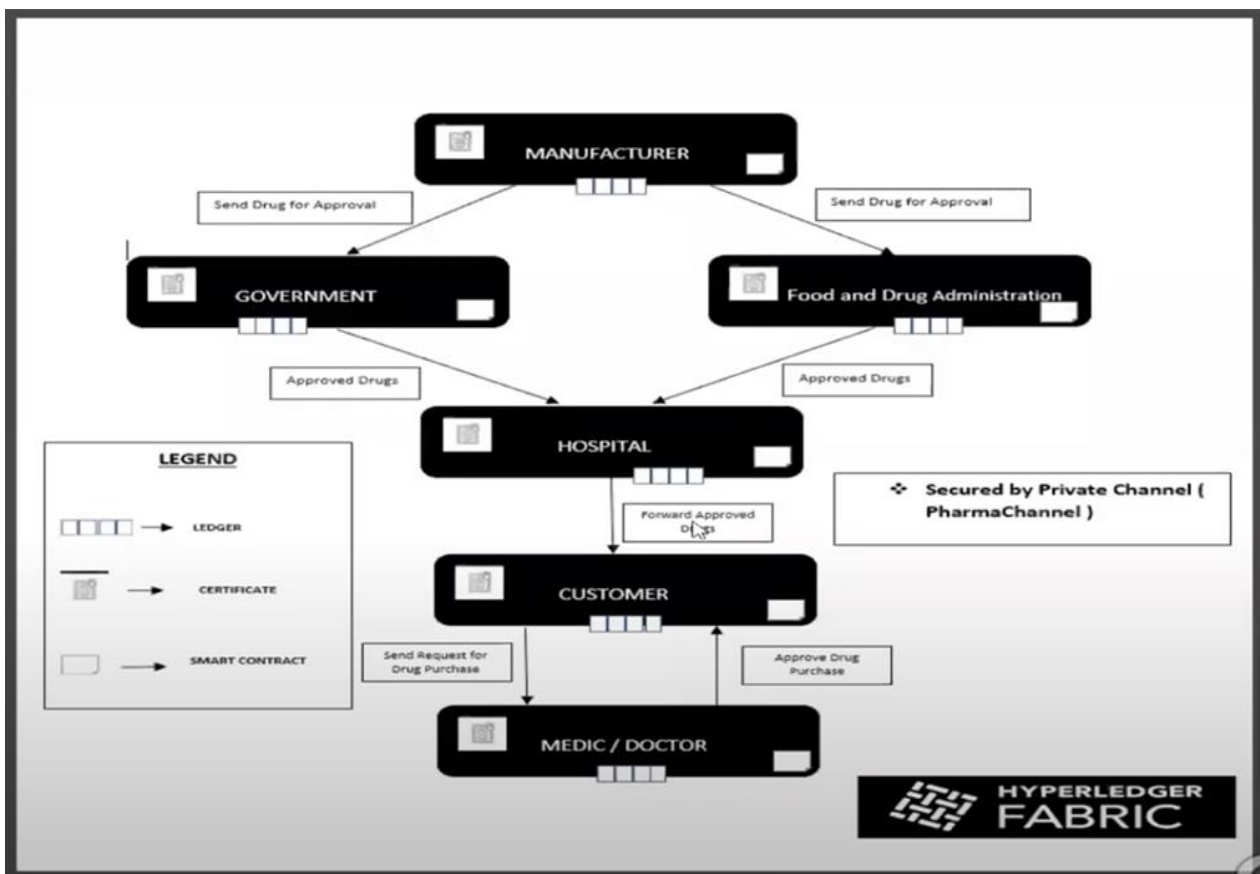 MANUFACTURER
Send Drug for Approval
Send Drug for Approval
GOVERNMENT
Food and Drug Administration
Approved Drugs
Approved Drugs
HOSPITAL
LEGEND
LEDGER
CERTIFICATE
SMART CONTRACT
❖ Secured by Private Channel (
PharmaChannel )
Forward Approved
Drugs
CUSTOMER
Send Request for
Drug Purchase
Approve Drug
Purchase
MEDIC / DOCTOR
HYPERLEDGER
FABRIC